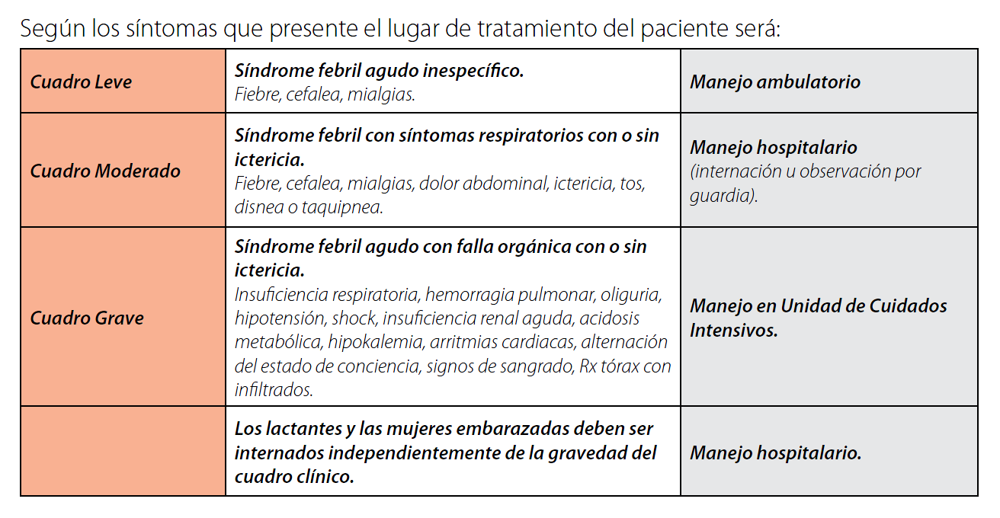 Según los síntomas que presente el lugar de tratamiento del paciente será:
Cuadro Leve
Síndrome febril agudo inespecífico.
Fiebre, cefalea, mialgias.
Manejo ambulatorio
Cuadro Moderado
Síndrome febril con síntomas respiratorios con o sin
ictericia.
Fiebre, cefalea, mialgias, dolor abdominal, ictericia, tos,
disnea o taquipnea.
Manejo hospitalario
(internación u observación por
guardia).
Cuadro Grave
Síndrome febril agudo con falla orgánica con o sin
ictericia.
Insuficiencia respiratoria, hemorragia pulmonar, oliguria,
hipotensión, shock, insuficiencia renal aguda, acidosis
metabólica, hipokalemia, arritmias cardiacas, alternación
del estado de conciencia, signos de sangrado, Rx tórax con
infiltrados.
Manejo en Unidad de Cuidados
Intensivos.
Los lactantes y las mujeres embarazadas deben ser
internados independientemente de la gravedad del
cuadro clínico.
Manejo hospitalario.